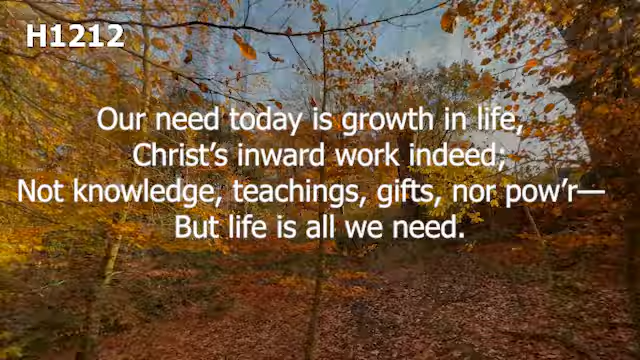 H1212
Our need today is growth in life,
Christ’s inward work indeed;
Not knowledge, teachings, gifts, nor pow’r—
But life is all we need.